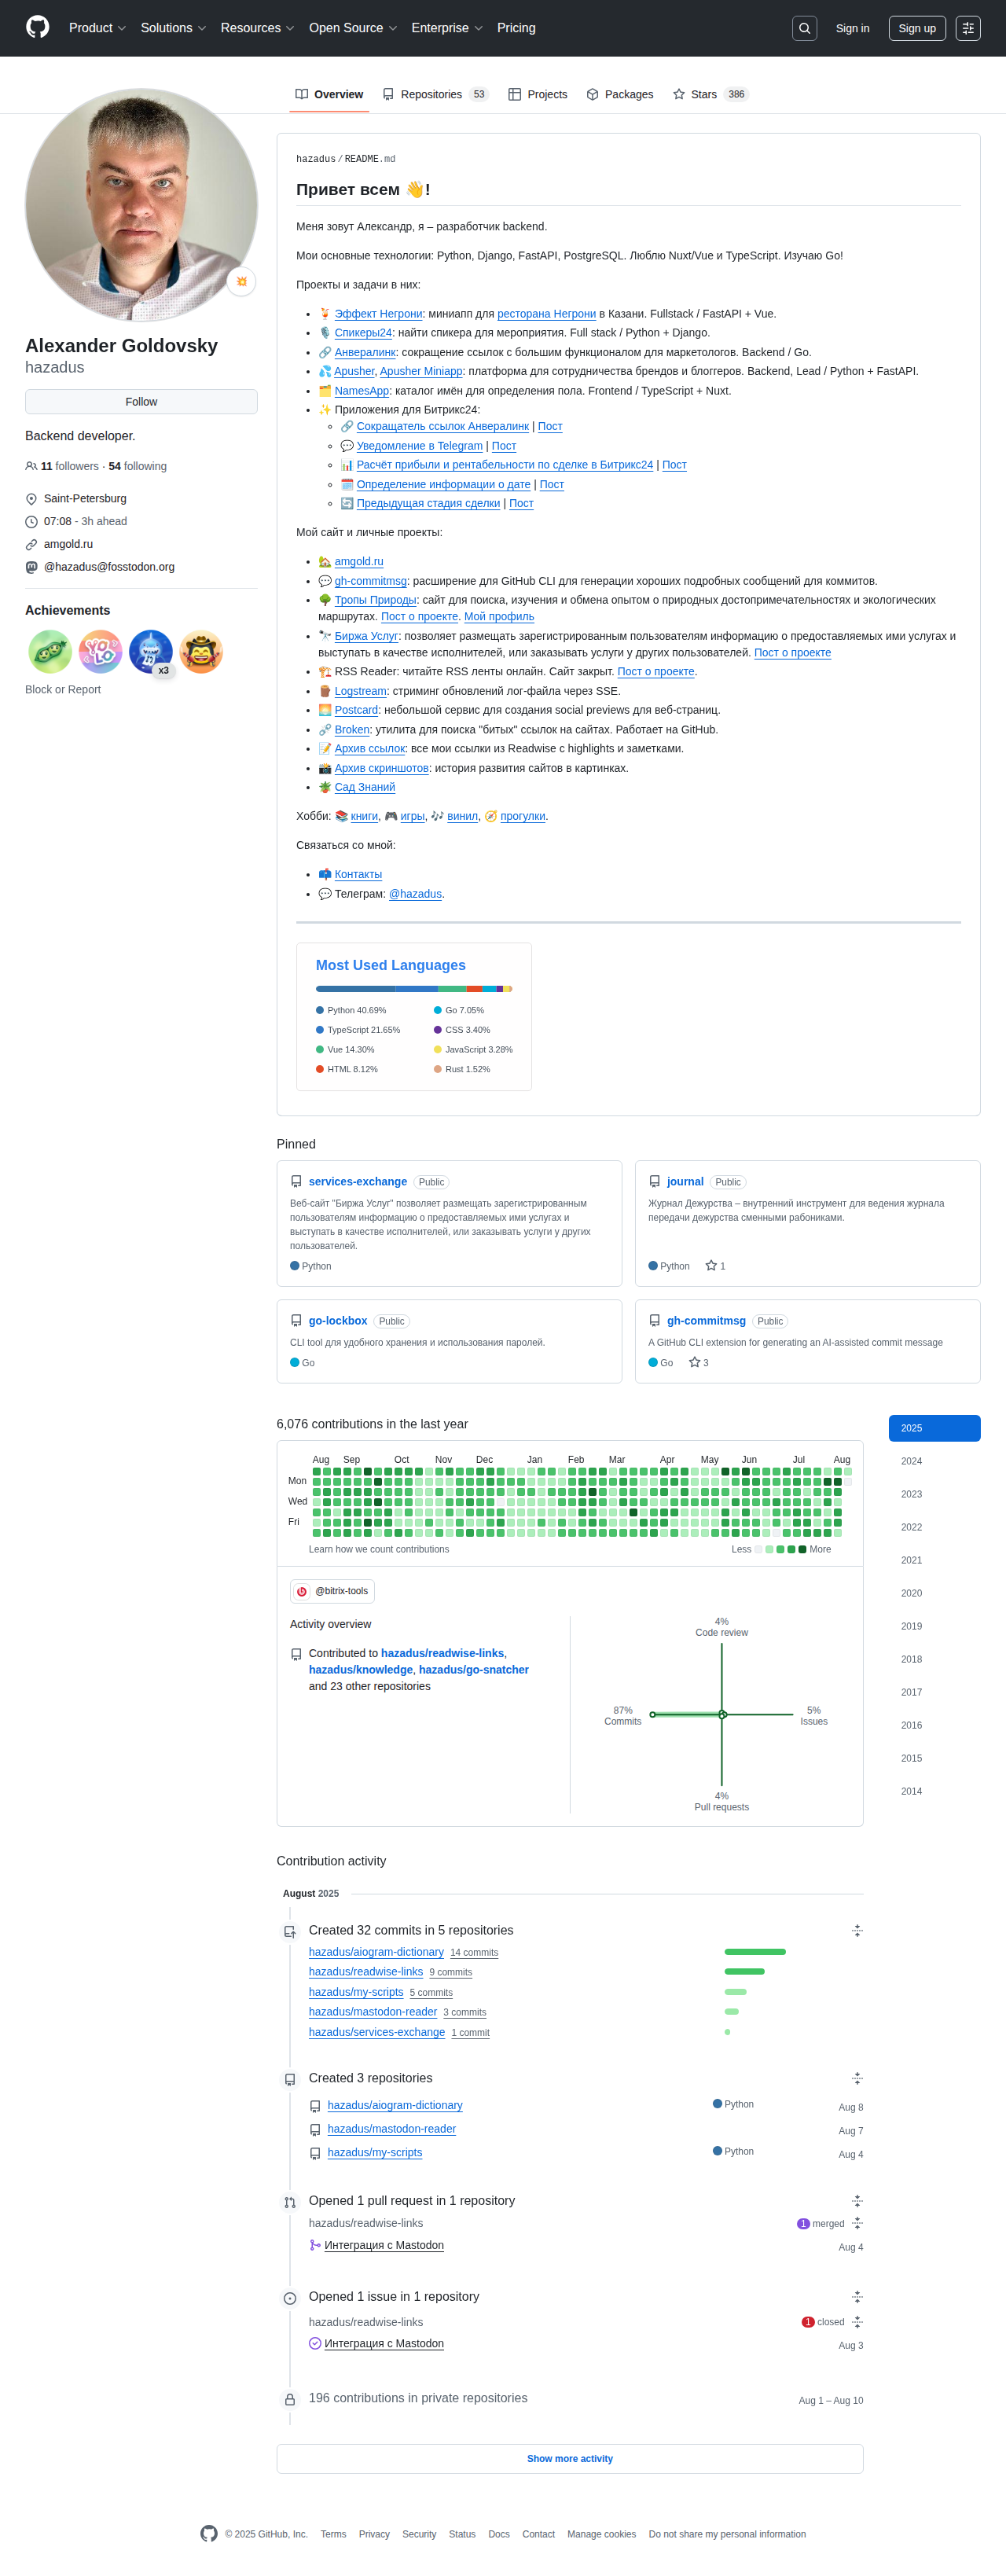 Product
Solutions
Resources
Open Source
Enterprise
Pricing
Sign in
Sign up
Overview
Repositories 53
Projects
Packages
Stars 386
Alexander Goldovsky
hazadus
Follow
Backend developer.
11 followers · 54 following
Saint-Petersburg
07:08 - 3h ahead
amgold.ru
@hazadus@fosstodon.org
Achievements
x3
Block or Report
hazadus/README.md
Привет всем 👋!
Меня зовут Александр, я – разработчик backend.
Мои основные технологии: Python, Django, FastAPI, PostgreSQL. Люблю Nuxt/Vue и TypeScript. Изучаю Go!
Проекты и задачи в них:
🍹 Эффект Негрони: миниапп для ресторана Негрони в Казани. Fullstack / FastAPI + Vue.
🎙️ Спикеры24: найти спикера для мероприятия. Full stack / Python + Django.
🔗 Анвералинк: сокращение ссылок с большим функционалом для маркетологов. Backend / Go.
💦 Apusher, Apusher Miniapp: платформа для сотрудничества брендов и блоггеров. Backend, Lead / Python + FastAPI.
🗂️ NamesApp: каталог имён для определения пола. Frontend / TypeScript + Nuxt.
✨ Приложения для Битрикс24:
🔗 Сокращатель ссылок Анвералинк | Пост
💬 Уведомление в Telegram | Пост
📊 Расчёт прибыли и рентабельности по сделке в Битрикс24 | Пост
🗓️ Определение информации о дате | Пост
🔄 Предыдущая стадия сделки | Пост
Мой сайт и личные проекты:
🏡 amgold.ru
💬 gh-commitmsg: расширение для GitHub CLI для генерации хороших подробных сообщений для коммитов.
🌳 Тропы Природы: сайт для поиска, изучения и обмена опытом о природных достопримечательностях и экологических
маршрутах. Пост о проекте. Мой профиль
🔭 Биржа Услуг: позволяет размещать зарегистрированным пользователям информацию о предоставляемых ими услугах и
выступать в качестве исполнителей, или заказывать услуги у других пользователей. Пост о проекте
🏗️ RSS Reader: читайте RSS ленты онлайн. Сайт закрыт. Пост о проекте.
🪵 Logstream: стриминг обновлений лог-файла через SSE.
🌅 Postcard: небольшой сервис для создания social previews для веб-страниц.
🔗 Broken: утилита для поиска "битых" ссылок на сайтах. Работает на GitHub.
📝 Архив ссылок: все мои ссылки из Readwise с highlights и заметками.
📸 Архив скриншотов: история развития сайтов в картинках.
🪴 Сад Знаний
Хобби: 📚 книги, 🎮 игры, 🎶 винил, 🧭 прогулки.
Связаться со мной:
📫 Контакты
💬 Телеграм: @hazadus.
Most Used Languages
Python 40.69%
TypeScript 21.65%
Vue 14.30%
HTML 8.12%
Go 7.05%
CSS 3.40%
JavaScript 3.28%
Rust 1.52%
Pinned
services-exchange Public
Веб-сайт "Биржа Услуг" позволяет размещать зарегистрированным
пользователям информацию о предоставляемых ими услугах и
выступать в качестве исполнителей, или заказывать услуги у других
пользователей.
Python
journal Public
Журнал Дежурства – внутренний инструмент для ведения журнала
передачи дежурства сменными рабониками.
Python 1
go-lockbox Public
CLI tool для удобного хранения и использования паролей.
Go
gh-commitmsg Public
A GitHub CLI extension for generating an AI-assisted commit message
Go 3
6,076 contributions in the last year
Aug Sep Oct Nov Dec Jan Feb Mar Apr May Jun Jul Aug
Mon
Wed
Fri
Learn how we count contributions
Less More
@bitrix-tools
Activity overview
Contributed to hazadus/readwise-links,
hazadus/knowledge, hazadus/go-snatcher
and 23 other repositories
4%
Code review
87%
Commits
5%
Issues
4%
Pull requests
2025
2024
2023
2022
2021
2020
2019
2018
2017
2016
2015
2014
Contribution activity
August 2025
Created 32 commits in 5 repositories
hazadus/aiogram-dictionary 14 commits
hazadus/readwise-links 9 commits
hazadus/my-scripts 5 commits
hazadus/mastodon-reader 3 commits
hazadus/services-exchange 1 commit
Created 3 repositories
hazadus/aiogram-dictionary Python Aug 8
hazadus/mastodon-reader Aug 7
hazadus/my-scripts Python Aug 4
Opened 1 pull request in 1 repository
hazadus/readwise-links 1 merged
Интеграция с Mastodon Aug 4
Opened 1 issue in 1 repository
hazadus/readwise-links 1 closed
Интеграция с Mastodon Aug 3
196 contributions in private repositories Aug 1 – Aug 10
Show more activity
© 2025 GitHub, Inc.
Terms
Privacy
Security
Status
Docs
Contact
Manage cookies
Do not share my personal information